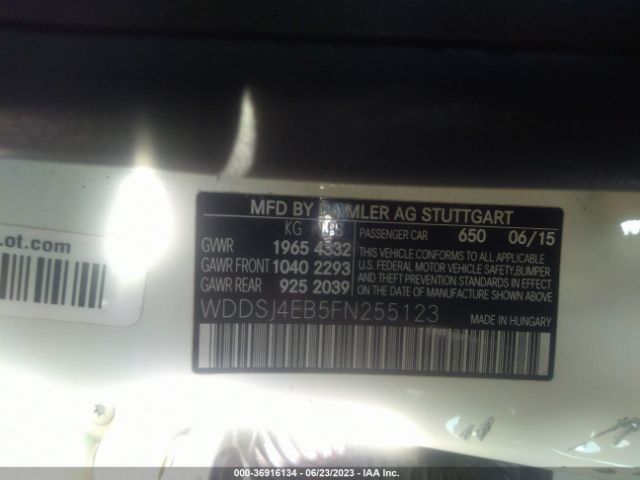 MFD BY DAIMLER AG STUTTGART
KG LBS
PASSENGER CAR 650 06/15
GVWR 1965 4332
GAWR FRONT 1040 2293
GAWR REAR 925 2039
THIS VEHICLE CONFORMS TO ALL APPLICABLE
U.S. FEDERAL MOTOR VEHICLE SAFETY, BUMPER
AND THEFT PREVENTION STANDARDS IN EFFECT
ON THE DATE OF MANUFACTURE SHOWN ABOVE.
WDDSJ4EB5FN255123
MADE IN HUNGARY
Lot.com
000-36916134 - 06/23/2023 - IAA Inc.